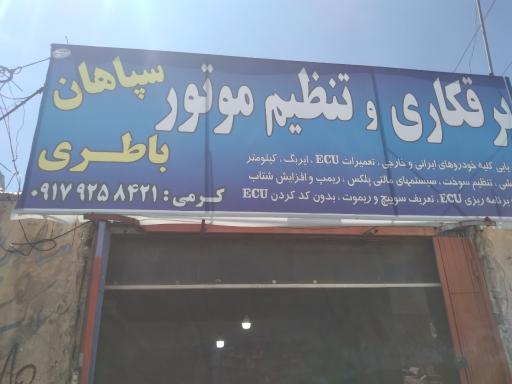 برقکاری و تنظیم موتور
سپاهان
باطری
یابی کلیه خودروهای ایرانی و خارجی ، تعمیرات ECU ، ایربگ ، کیلومتر
تنظیم سوخت ، سیستمهای مالتی پلکس ، ریمپ و افزایش شتاب
برنامه ریزی ECU ، تعریف سوییچ و ریموت ، بدون کد کردن ECU
کرمی : ۰۹۱۷ ۹۲۵ ۸۴۲۱